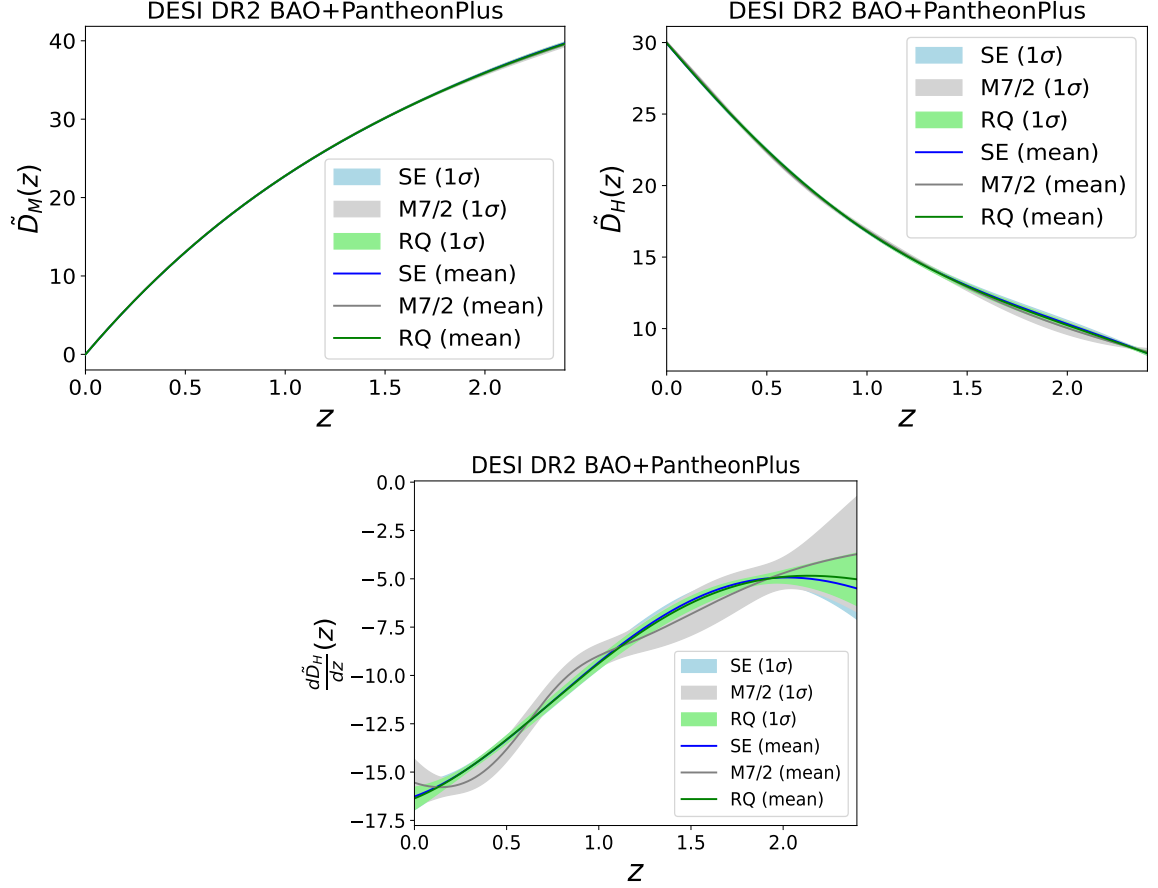 DESI DR2 BAO+PantheonPlus
40
30
20
10
0
D̃_M(z)
0.0 0.5 1.0 1.5 2.0
z
SE (1σ)
M7/2 (1σ)
RQ (1σ)
SE (mean)
M7/2 (mean)
RQ (mean)
DESI DR2 BAO+PantheonPlus
30
25
20
15
10
D̃_H(z)
0.0 0.5 1.0 1.5 2.0
z
SE (1σ)
M7/2 (1σ)
RQ (1σ)
SE (mean)
M7/2 (mean)
RQ (mean)
DESI DR2 BAO+PantheonPlus
0.0
−2.5
−5.0
−7.5
−10.0
−12.5
−15.0
−17.5
dD̃_H/dz(z)
0.0 0.5 1.0 1.5 2.0
z
SE (1σ)
M7/2 (1σ)
RQ (1σ)
SE (mean)
M7/2 (mean)
RQ (mean)